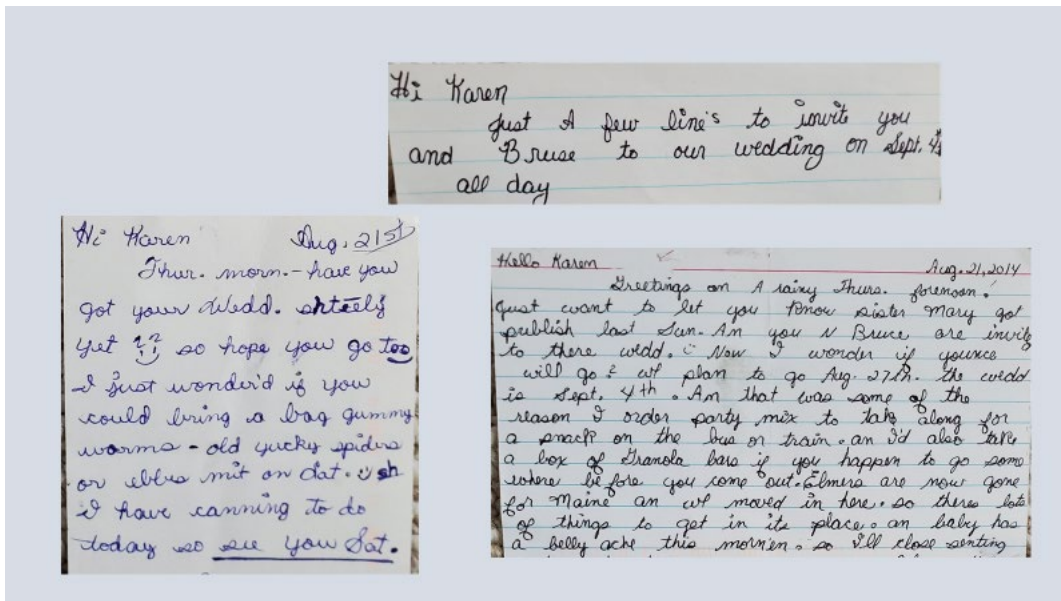 Hi Karen
Just A few line's to invite you
and Bruse to our wedding on Sept. 4th
all day
Hi Karen Aug. 21st
Thur. morn. - have you
got your Wedd.
yet ?? so hope you go too
I just wonder'd if you
could bring a bag gummy
worms - old yucky spiders
or ebbes mit on Sat. sh
I have canning to do
today so see you Sat.
Hello Karen Aug. 21, 2014
Greetings on A rainy Thurs. forenoon.
Just want to let you know sister Mary got
publish last Sun. An you N Bruce are invite
to there wedd. Now I wonder if younce
will go? we plan to go Aug. 27th. the wedd
is Sept. 4th. An that was some of the
reason I order party mix to take along for
a snack on the bus or train. an I'd also take
a box of Granola bars if you happen to go some
where before you come out. Elmers are now gone
for Maine an we moved in here. so theres lots
of things to get in its place. an baby has
a belly ache this morn'en. so I'll close senting